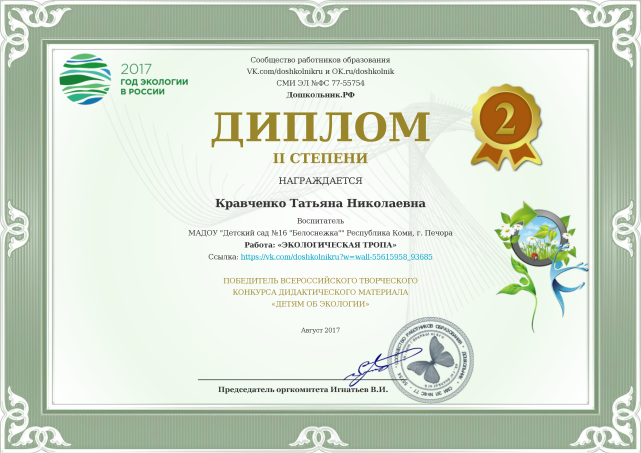 2017
ГОД ЭКОЛОГИИ
В РОССИИ
Сообщество работников образования
VK.com/doshkolnikru и OK.ru/doshkolnik
СМИ ЭЛ №ФС 77-55754
Дошкольник.РФ
ДИПЛОМ
II СТЕПЕНИ
2
НАГРАЖДАЕТСЯ
Кравченко Татьяна Николаевна
Воспитатель
МАДОУ "Детский сад №16 "Белоснежка"" Республика Коми, г. Печора
Работа: «ЭКОЛОГИЧЕСКАЯ ТРОПА»
Ссылка: https://vk.com/doshkolnikru?w=wall-55615958_93685
ПОБЕДИТЕЛЬ ВСЕРОССИЙСКОГО ТВОРЧЕСКОГО
КОНКУРСА ДИДАКТИЧЕСКОГО МАТЕРИАЛА
«ДЕТЯМ ОБ ЭКОЛОГИИ»
Август 2017
Председатель оргкомитета Игнатьев В.И.